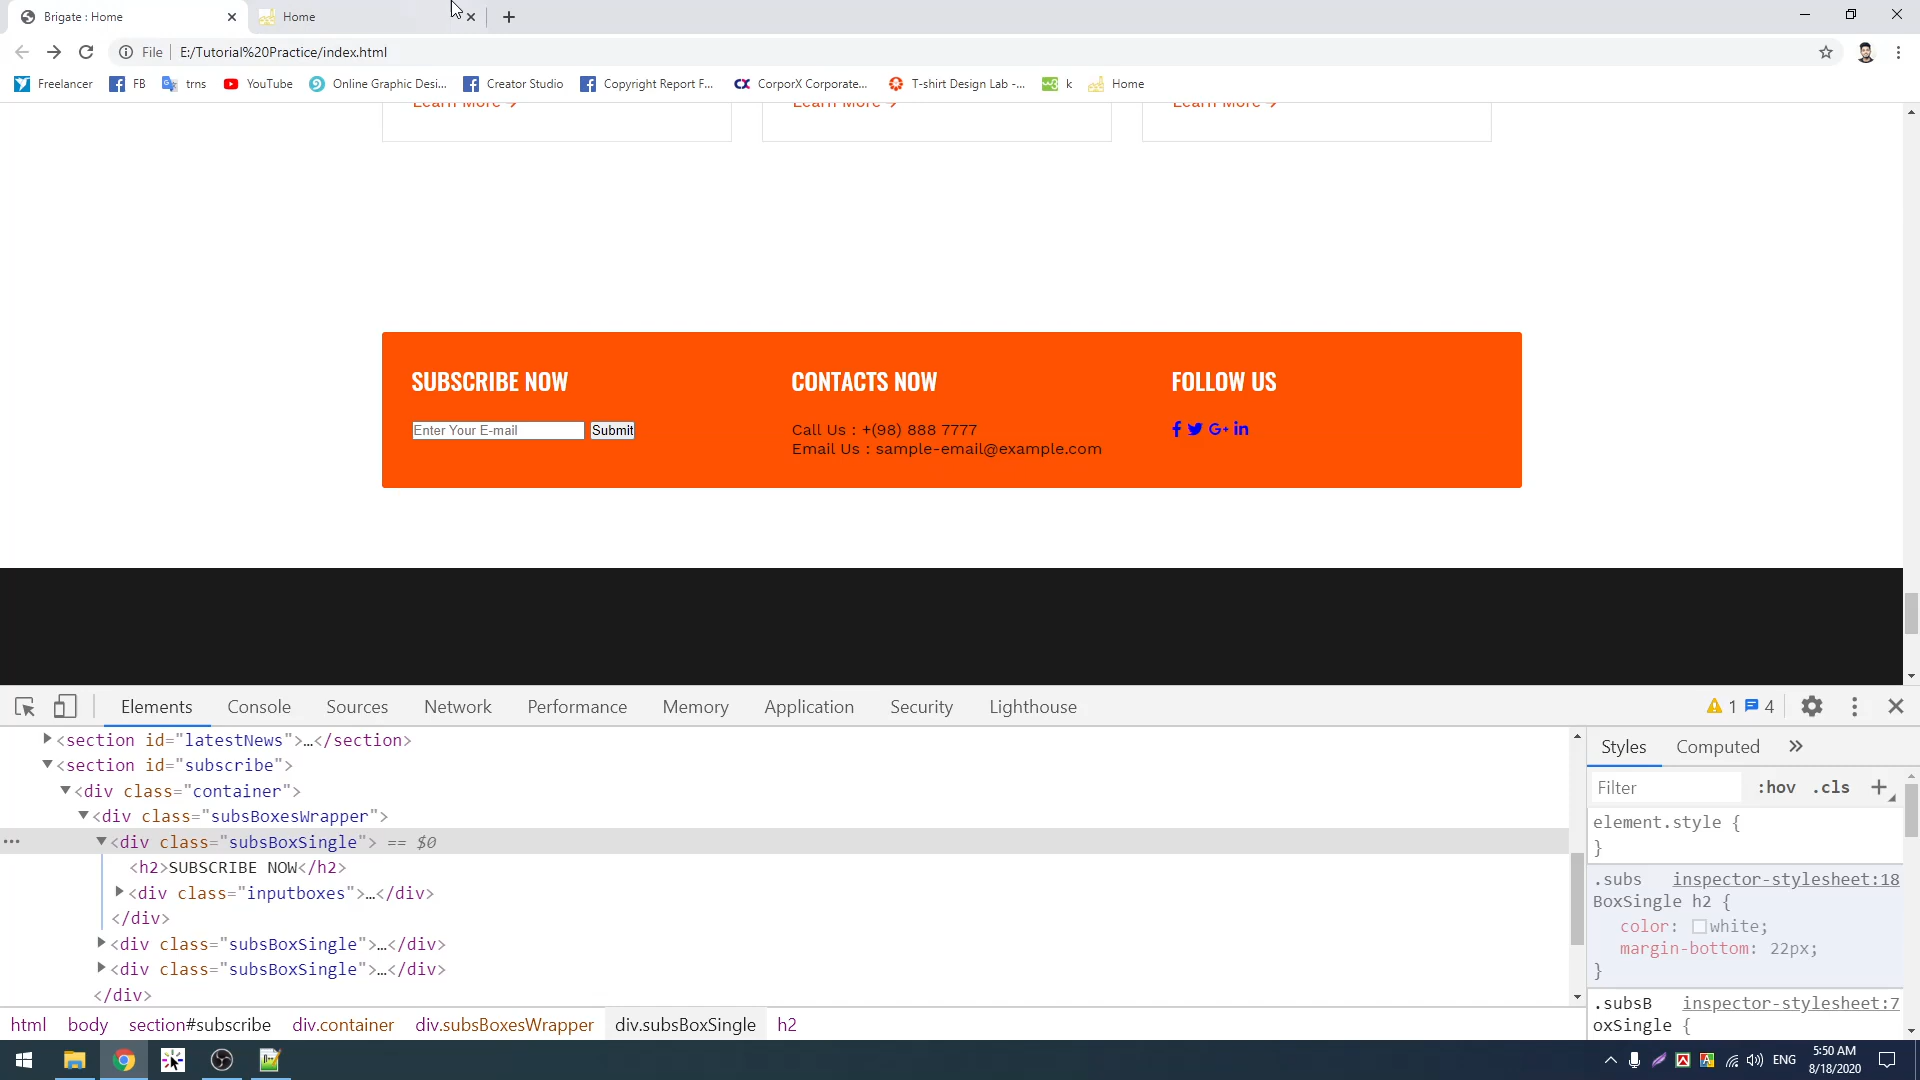 Brigate : Home
Home
File
E:/Tutorial%20Practice/index.html
Freelancer
FB
trns
YouTube
Online Graphic Desi...
Creator Studio
Copyright Report F...
CorporX Corporate...
T-shirt Design Lab -...
k
Home
Learn More
Learn More
Learn More
SUBSCRIBE NOW
CONTACTS NOW
FOLLOW US
Enter Your E-mail
Submit
Call Us : +(98) 888 7777
Email Us : sample-email@example.com
Elements
Console
Sources
Network
Performance
Memory
Application
Security
Lighthouse
1
4
<section id="latestNews">…</section>
<section id="subscribe">
<div class="container">
<div class="subsBoxesWrapper">
<div class="subsBoxSingle"> == $0
<h2>SUBSCRIBE NOW</h2>
<div class="inputboxes">…</div>
</div>
<div class="subsBoxSingle">…</div>
<div class="subsBoxSingle">…</div>
</div>
html
body
section#subscribe
div.container
div.subsBoxesWrapper
div.subsBoxSingle
h2
Styles
Computed
Filter
:hov
.cls
element.style {
}
.subs inspector-stylesheet:18
BoxSingle h2 {
color: white;
margin-bottom: 22px;
}
.subsB inspector-stylesheet:7
oxSingle {
ENG
5:50 AM
8/18/2020